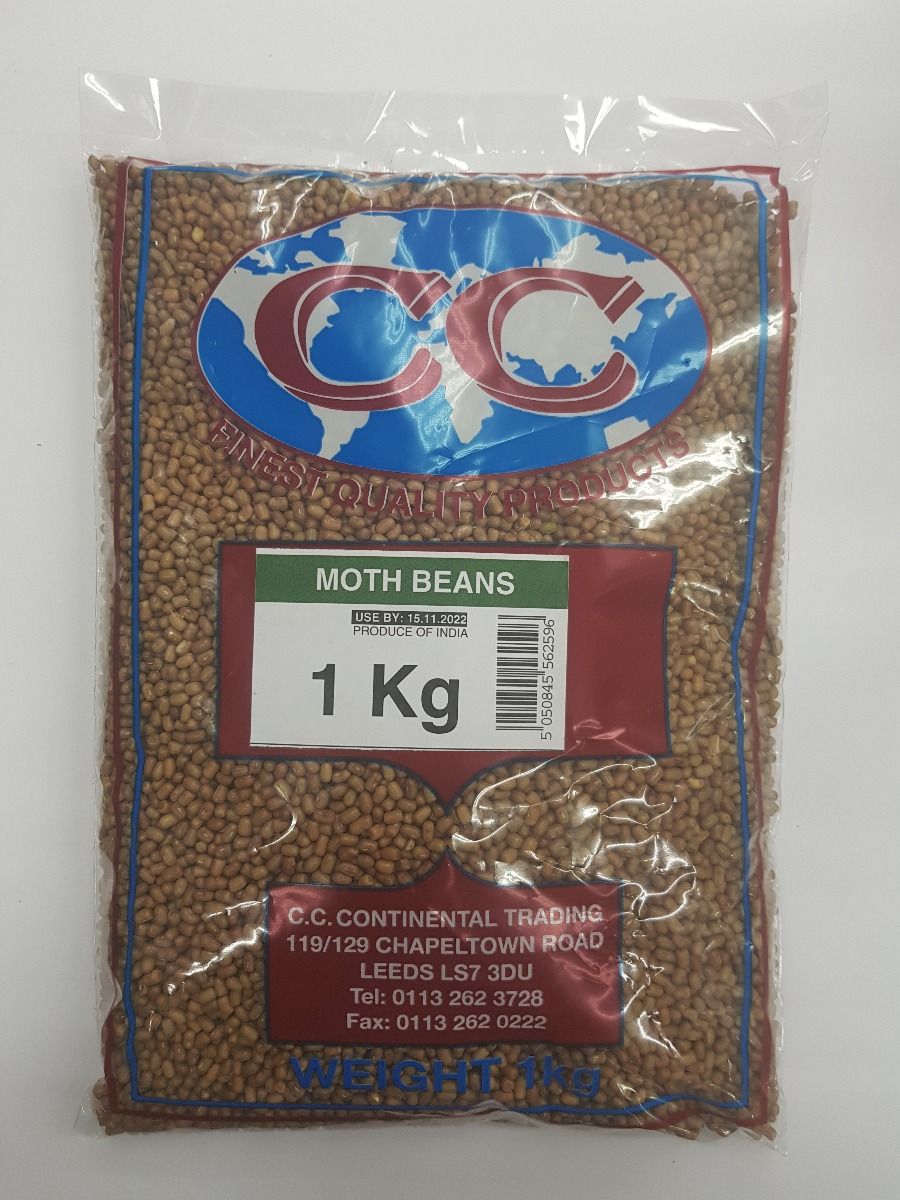 CC
FINEST QUALITY PRODUCTS
MOTH BEANS
USE BY: 15.11.2022
PRODUCE OF INDIA
1 Kg
5 050845 562596
C.C. CONTINENTAL TRADING
119/129 CHAPELTOWN ROAD
LEEDS LS7 3DU
Tel: 0113 262 3728
Fax: 0113 262 0222
WEIGHT 1kg